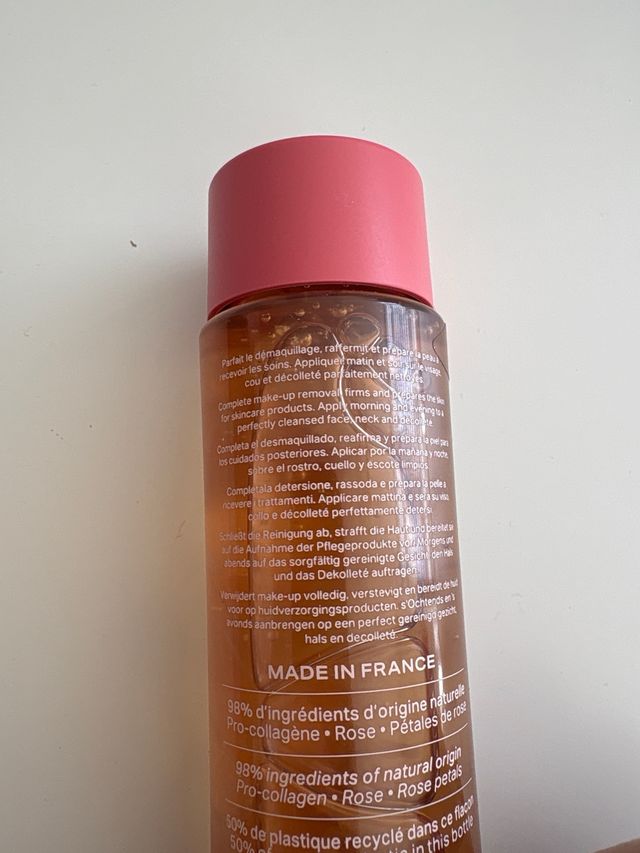 Parfait le démaquillage, raffermit et prépare la peau à
recevoir les soins. Appliquer matin et soir sur le visage,
cou et décolleté parfaitement nettoyés.
Complete make-up removal, firms and prepares the skin
for skincare products. Apply morning and evening to a
perfectly cleansed face, neck and décolleté.
Completa el desmaquillado, reafirma y prepara la piel para
los cuidados posteriores. Aplicar por la mañana y noche,
sobre el rostro, cuello y escote limpios.
Completala detersione, rassoda e prepara la pelle a
ricevere i trattamenti. Applicare mattina e sera su viso,
collo e décolleté perfettamente detersi.
Schließt die Reinigung ab, strafft die Haut und bereitet sie
auf die Aufnahme der Pflegeprodukte vor. Morgens und
abends auf das sorgfältig gereinigte Gesicht, den Hals
und das Dekolleté auftragen.
Verwijdert make-up volledig, verstevigt en bereidt de huid
voor op huidverzorgingsproducten. s'Ochtends en 's
avonds aanbrengen op een perfect gereinigd gezicht,
hals en decolleté.
MADE IN FRANCE
98% d'ingrédients d'origine naturelle
Pro-collagène • Rose • Pétales de rose
98% ingredients of natural origin
Pro-collagen • Rose • Rose petals
50% de plastique recyclé dans ce flacon
50% in this bottle